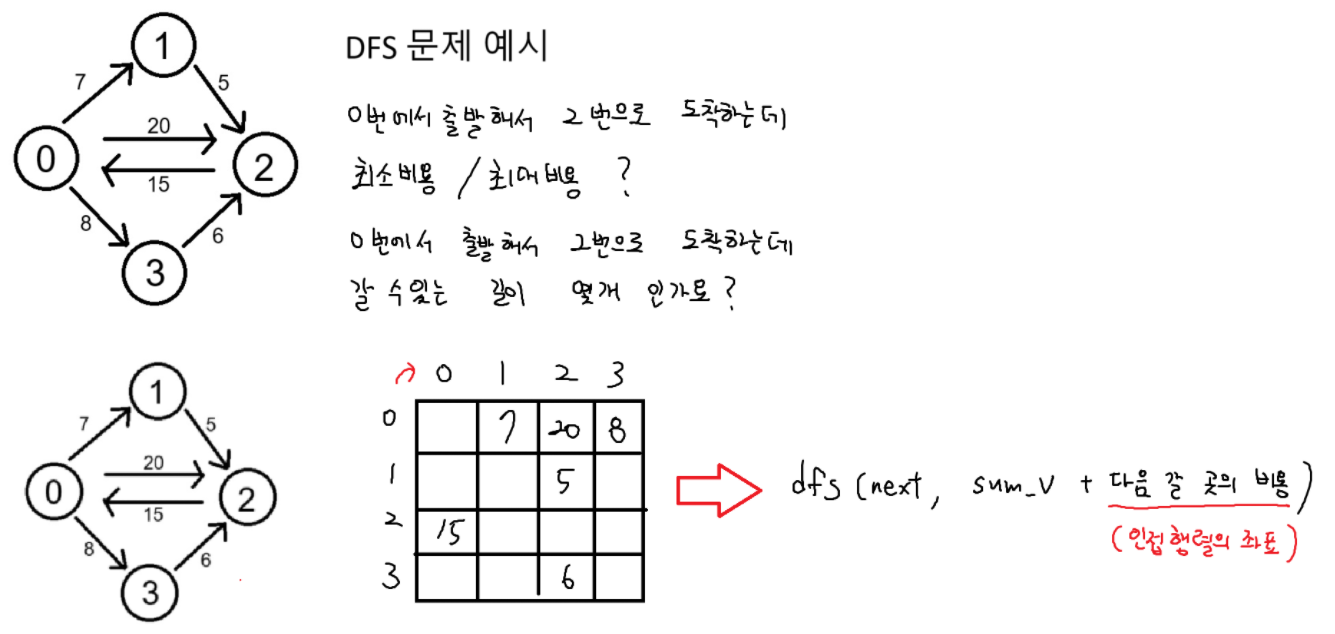 DFS 문제 예시
0번에서 출발해서 2번으로 도착하는데
최소비용 / 최대비용 ?
0번에서 출발해서 2번으로 도착하는데
갈 수 있는 길이 몇개 인가요?
1
7
5
20
0
2
15
8
6
3
1
7
5
20
0
2
15
8
6
3
0 1 2 3
0 7 20 8
1 5
2 15
3 6
dfs (next, sum_v + 다음 갈 곳의 비용)
(인접행렬의 좌표)